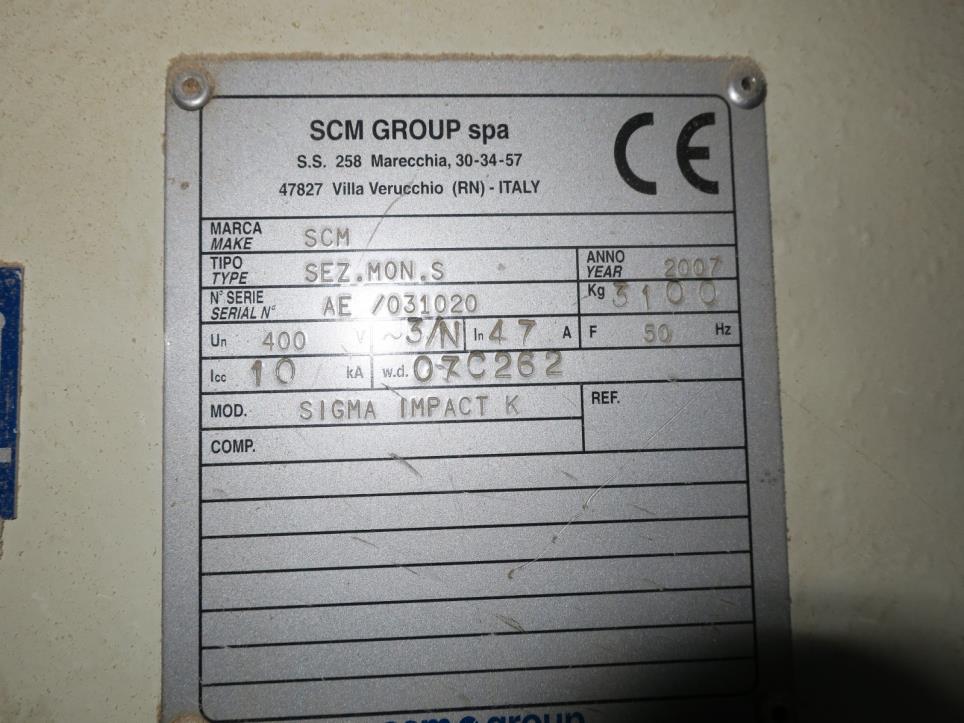 SCM GROUP spa
S.S. 258 Marecchia, 30-34-57
47827 Villa Verucchio (RN) - ITALY
CE
MARCA
MAKE SCM
TIPO
TYPE SEZ.MON.S
ANNO
YEAR 2007
N° SERIE
SERIAL N° AE /031020
Kg 3100
Un 400 V ~3/N In 47 A F 50 Hz
Icc 10 kA w.d. 07C262
MOD. SIGMA IMPACT K
REF.
COMP.
scm group